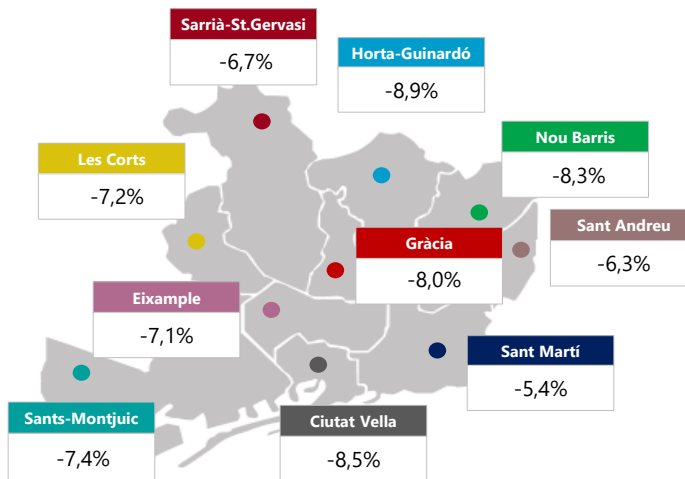 Sarrià-St.Gervasi
-6,7%
Horta-Guinardó
-8,9%
Nou Barris
-8,3%
Les Corts
-7,2%
Sant Andreu
-6,3%
Gràcia
-8,0%
Eixample
-7,1%
Sant Martí
-5,4%
Sants-Montjuic
-7,4%
Ciutat Vella
-8,5%